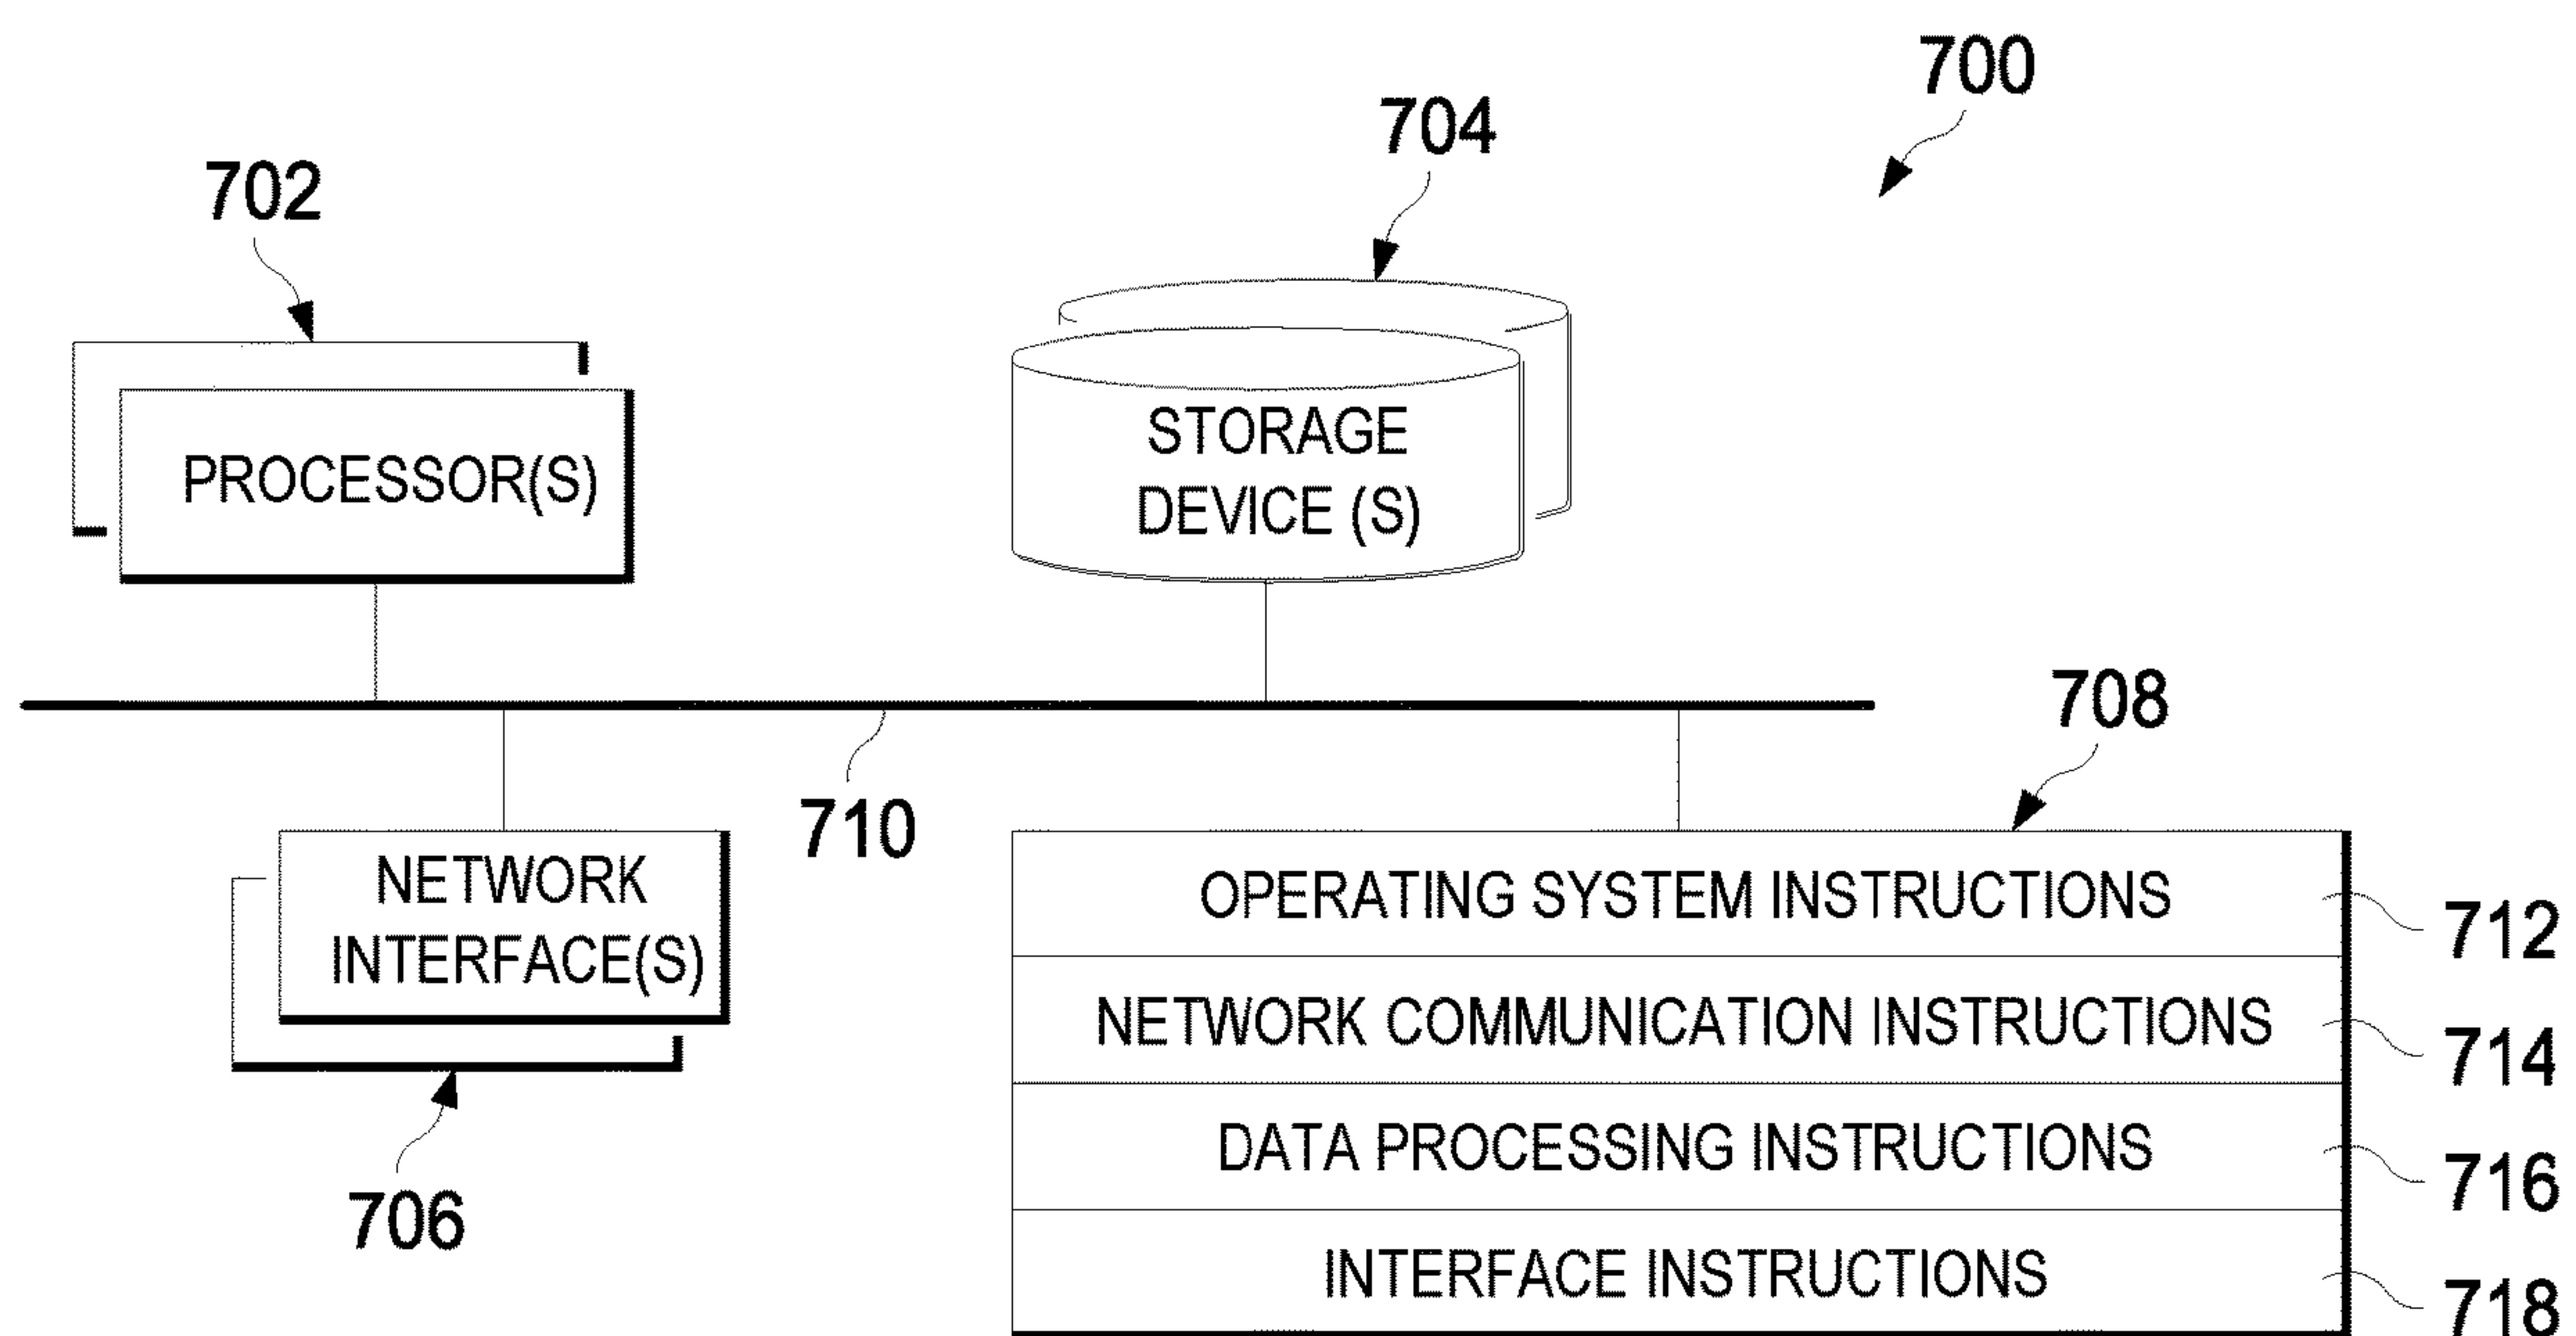 700
704
702
STORAGE
DEVICE (S)
PROCESSOR(S)
708
710
NETWORK
INTERFACE(S)
706
OPERATING SYSTEM INSTRUCTIONS
712
NETWORK COMMUNICATION INSTRUCTIONS
714
DATA PROCESSING INSTRUCTIONS
716
INTERFACE INSTRUCTIONS
718